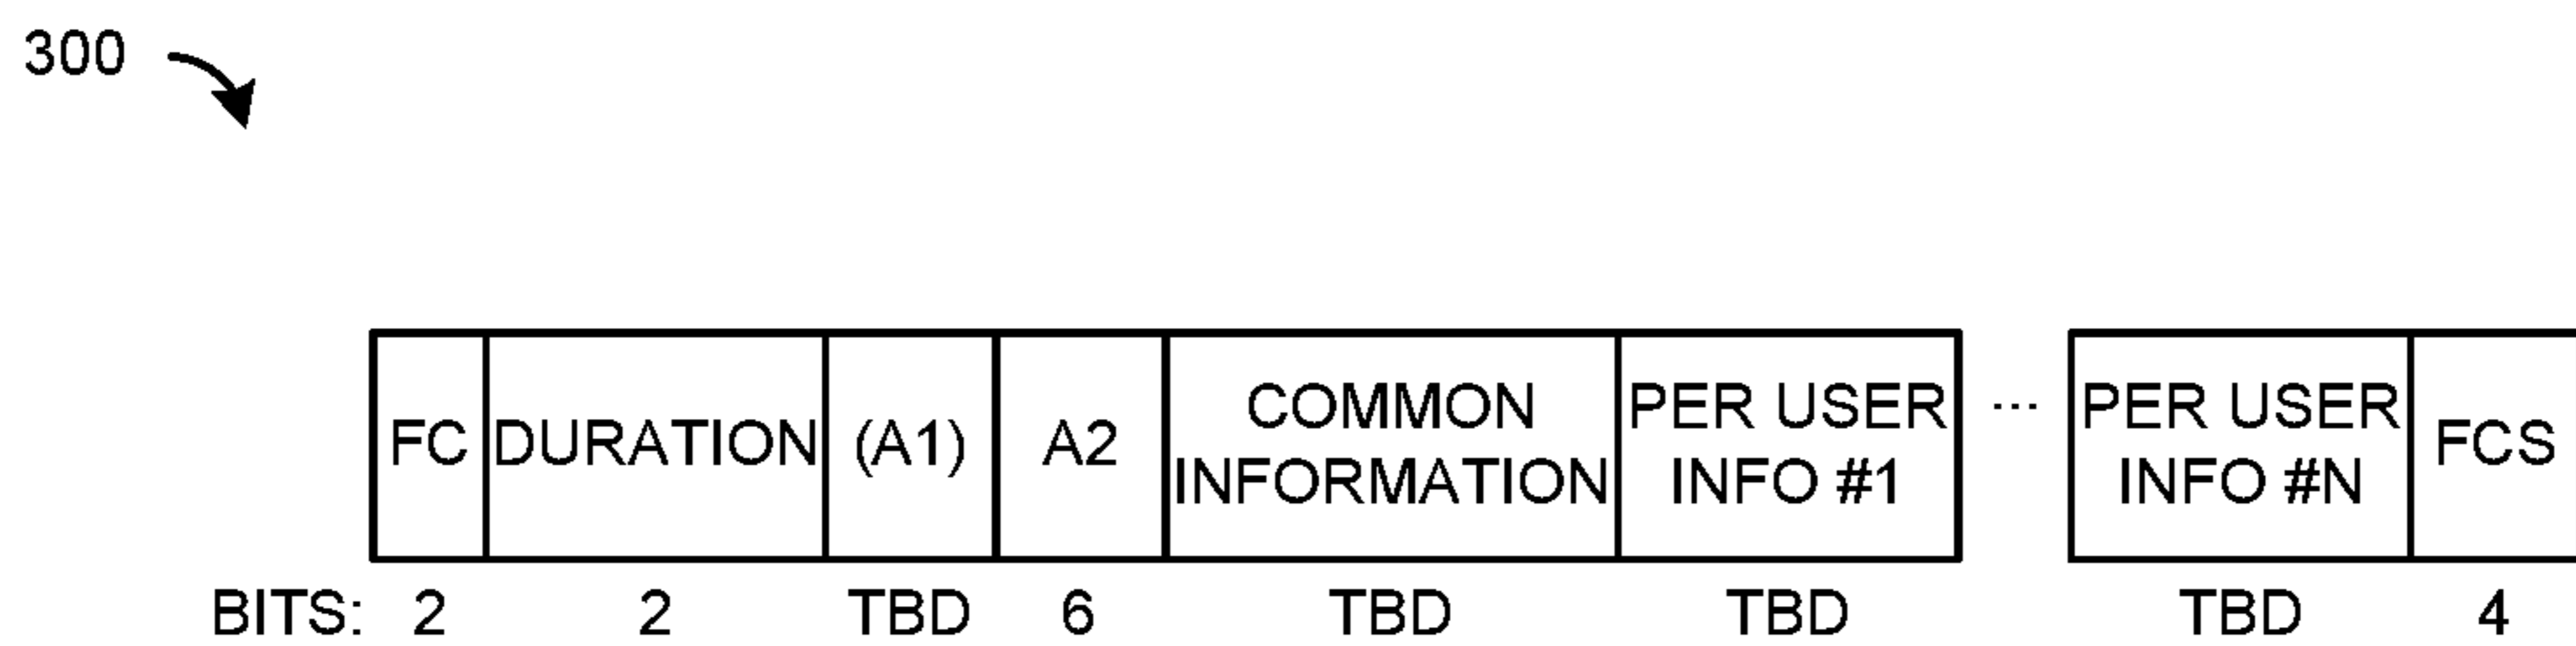 300
FC DURATION (A1) A2 COMMON INFORMATION PER USER INFO #1 ... PER USER INFO #N FCS
BITS: 2 2 TBD 6 TBD TBD TBD 4